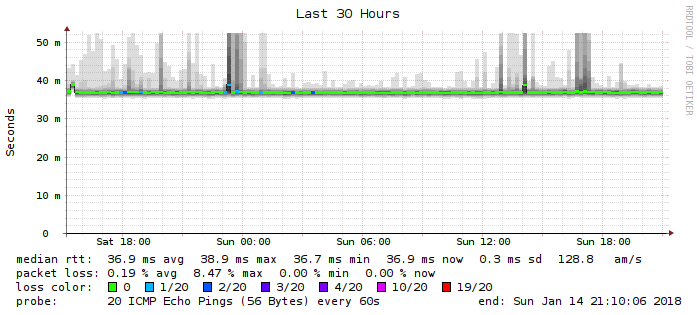 Last 30 Hours
RRDTOOL / TOBI OETIKER
Seconds
50 m
40 m
30 m
20 m
10 m
0
Sat 18:00 Sun 00:00 Sun 06:00 Sun 12:00 Sun 18:00
median rtt: 36.9 ms avg 38.9 ms max 36.7 ms min 36.9 ms now 0.3 ms sd 128.8 am/s
packet loss: 0.19 % avg 8.47 % max 0.00 % min 0.00 % now
loss color: 0 1/20 2/20 3/20 4/20 10/20 19/20
probe: 20 ICMP Echo Pings (56 Bytes) every 60s end: Sun Jan 14 21:10:06 2018